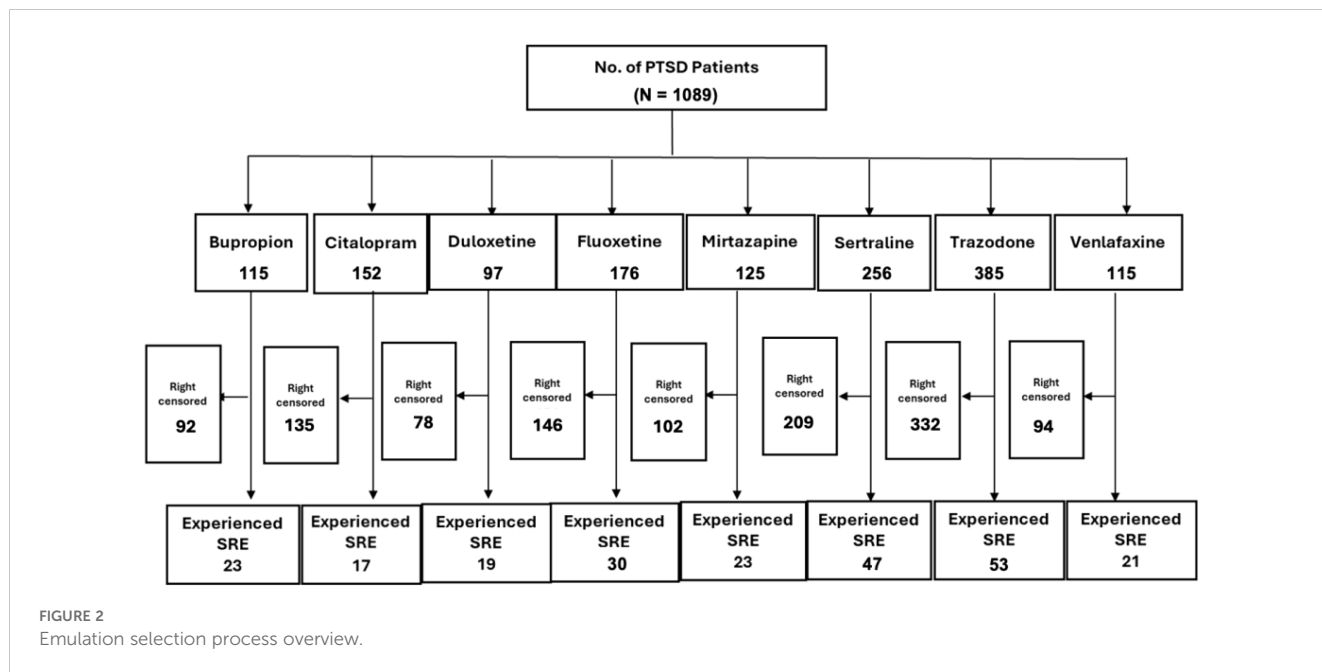 No. of PTSD Patients
(N = 1089)
Bupropion
115
Citalopram
152
Duloxetine
97
Fluoxetine
176
Mirtazapine
125
Sertraline
256
Trazodone
385
Venlafaxine
115
Right
censored
92
Right
censored
135
Right
censored
78
Right
censored
146
Right
censored
102
Right
censored
209
Right
censored
332
Right
censored
94
Experienced
SRE
23
Experienced
SRE
17
Experienced
SRE
19
Experienced
SRE
30
Experienced
SRE
23
Experienced
SRE
47
Experienced
SRE
53
Experienced
SRE
21
FIGURE 2
Emulation selection process overview.